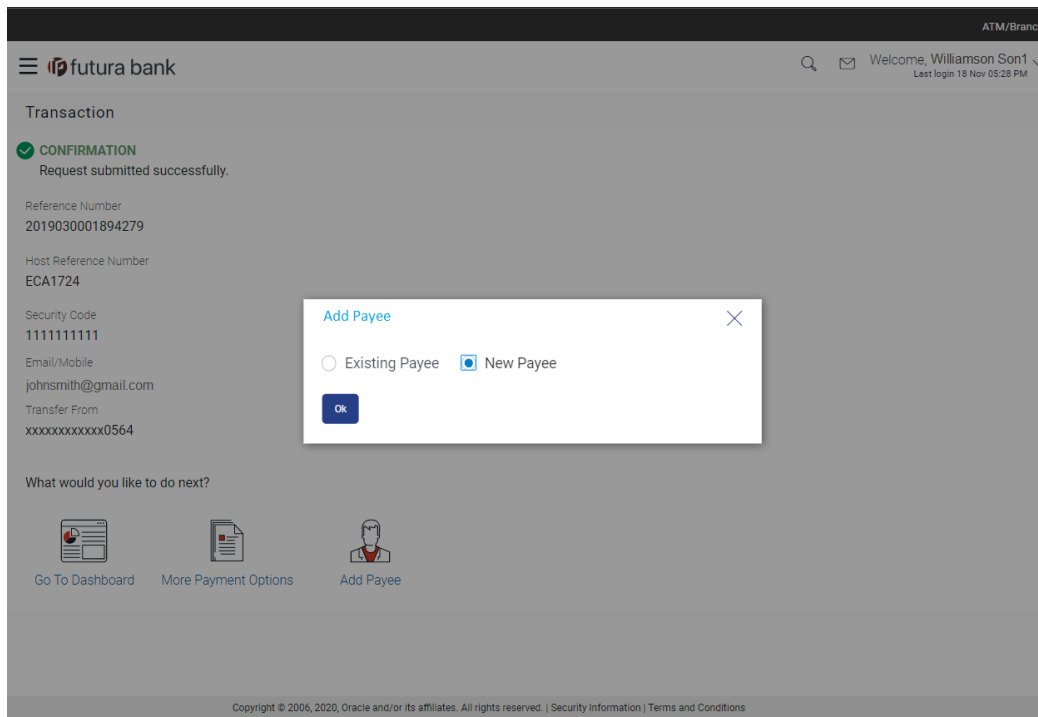 ATM/Branc
futura bank
Welcome, Williamson Son1
Last login 18 Nov 05:28 PM
Transaction
CONFIRMATION
Request submitted successfully.
Reference Number
2019030001894279
Host Reference Number
ECA1724
Security Code
1111111111
Email/Mobile
johnsmith@gmail.com
Transfer From
xxxxxxxxxxxx0564
Add Payee
Existing Payee New Payee
Ok
What would you like to do next?
Go To Dashboard More Payment Options Add Payee
Copyright © 2006, 2020, Oracle and/or its affiliates. All rights reserved. | Security Information | Terms and Conditions